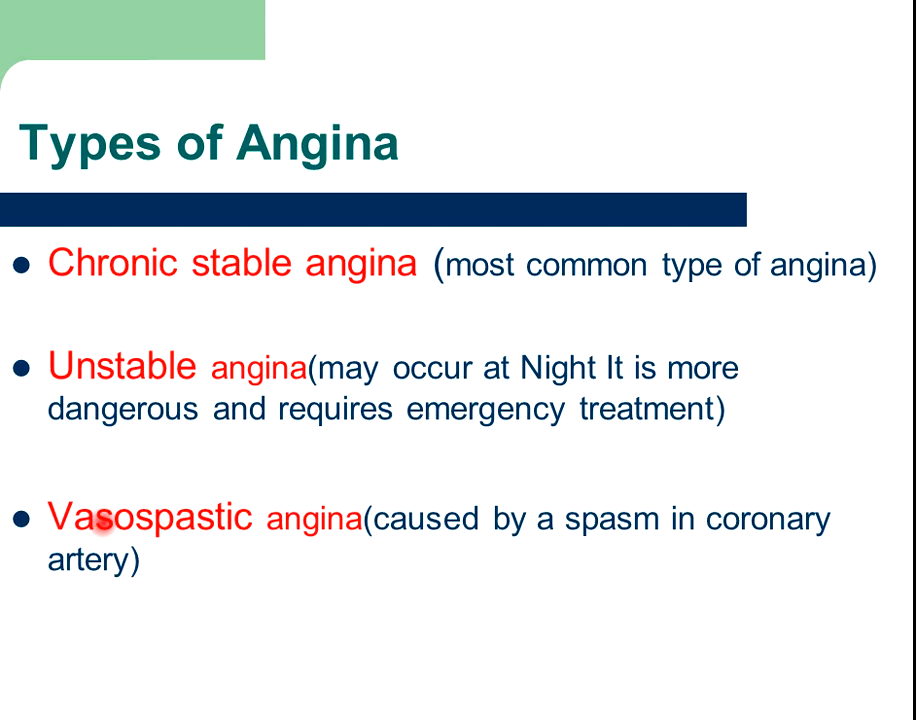 Types of Angina
Chronic stable angina (most common type of angina)
Unstable angina(may occur at Night It is more
dangerous and requires emergency treatment)
Vasospastic angina(caused by a spasm in coronary
artery)